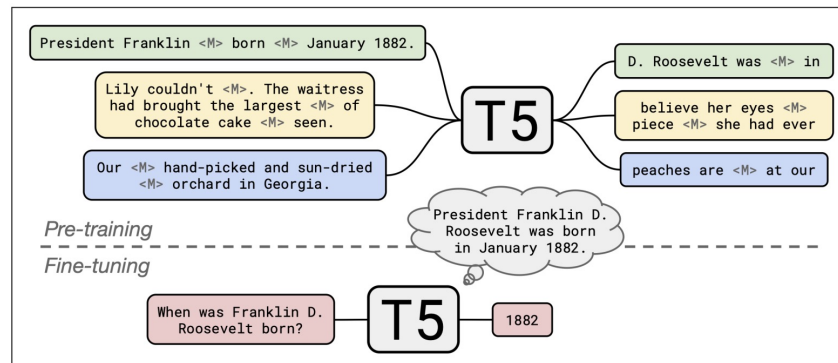 President Franklin <M> born <M> January 1882.
Lily couldn't <M>. The waitress
had brought the largest <M> of
chocolate cake <M> seen.
Our <M> hand-picked and sun-dried
<M> orchard in Georgia.
T5
D. Roosevelt was <M> in
believe her eyes <M>
piece <M> she had ever
peaches are <M> at our
Pre-training
President Franklin D.
Roosevelt was born
in January 1882.
Fine-tuning
When was Franklin D.
Roosevelt born?
T5
1882